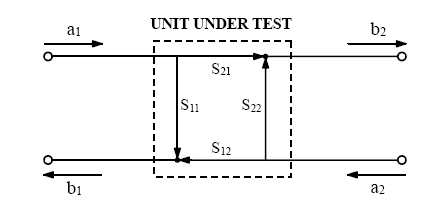 UNIT UNDER TEST
a1
b2
S21
S11
S22
S12
b1
a2